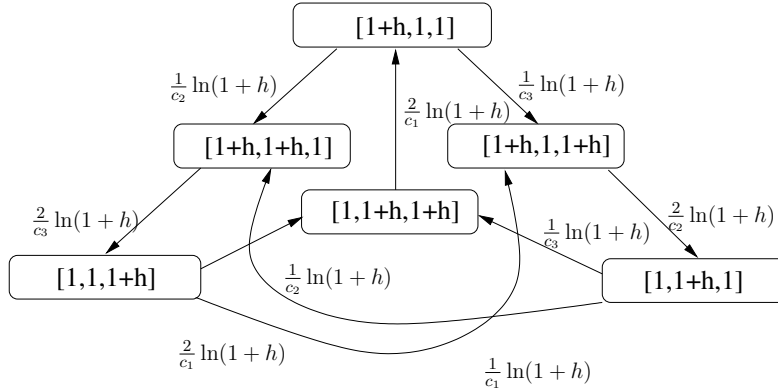 [1+h,1,1]
\frac{1}{c_2} ln(1 + h)
\frac{2}{c_1} ln(1 + h)
\frac{1}{c_3} ln(1 + h)
[1+h,1+h,1]
[1+h,1,1+h]
[1,1+h,1+h]
\frac{2}{c_3} ln(1 + h)
\frac{1}{c_3} ln(1 + h)
\frac{2}{c_2} ln(1 + h)
[1,1,1+h]
\frac{1}{c_2} ln(1 + h)
[1,1+h,1]
\frac{2}{c_1} ln(1 + h)
\frac{1}{c_1} ln(1 + h)